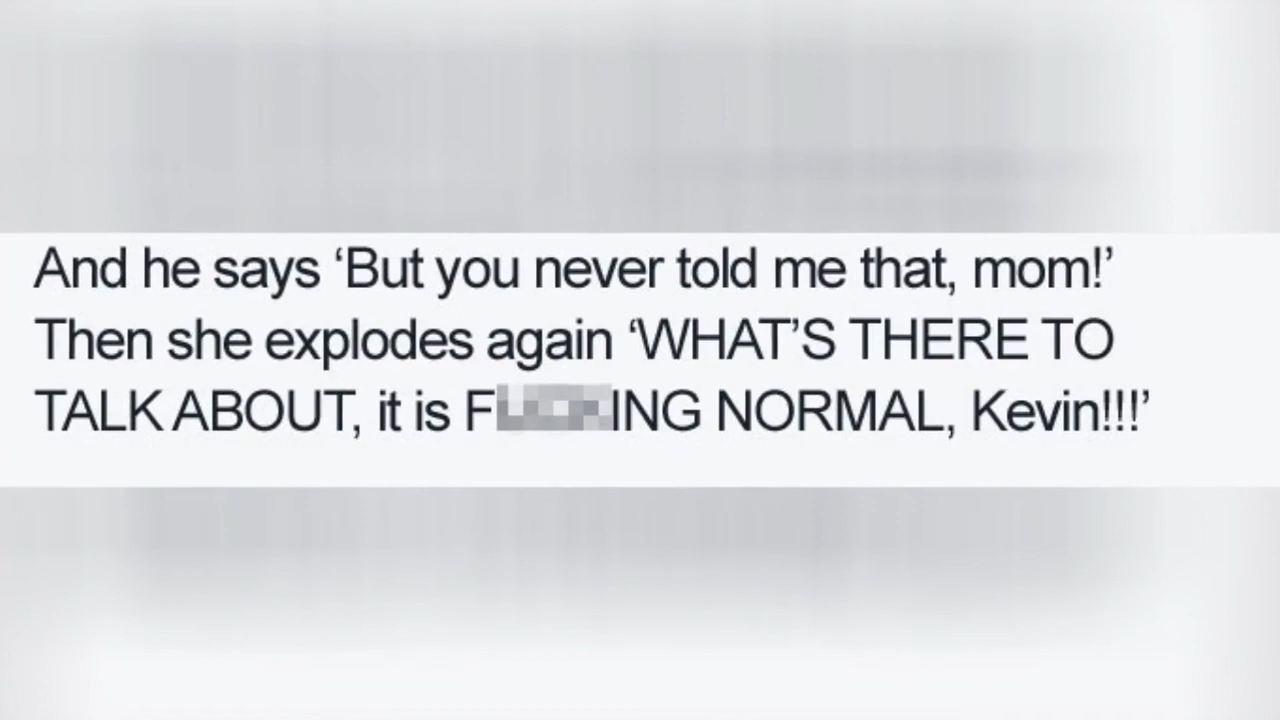 And he says ‘But you never told me that, mom!’
Then she explodes again ‘WHAT’S THERE TO
TALK ABOUT, it is F ING NORMAL, Kevin!!!’